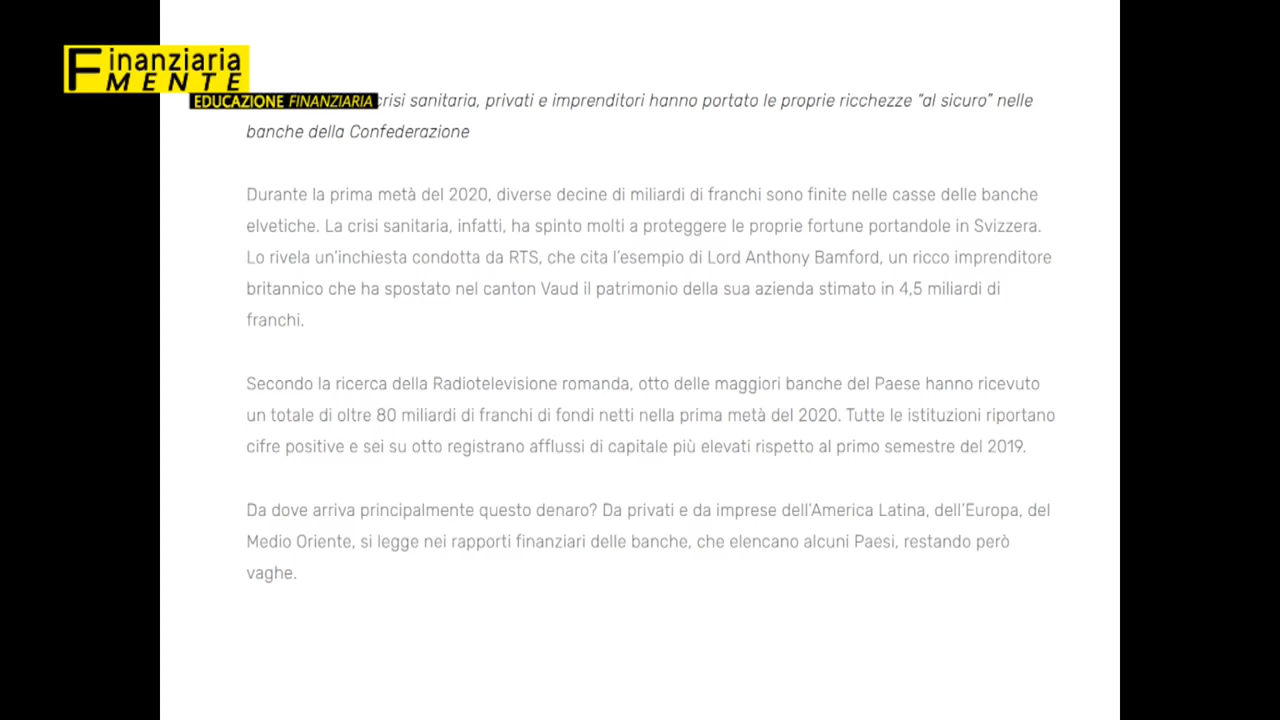 Finanziaria
MENTE
EDUCAZIONE FINANZIARIA
crisi sanitaria, privati e imprenditori hanno portato le proprie ricchezze “al sicuro” nelle
banche della Confederazione
Durante la prima metà del 2020, diverse decine di miliardi di franchi sono finite nelle casse delle banche
elvetiche. La crisi sanitaria, infatti, ha spinto molti a proteggere le proprie fortune portandole in Svizzera.
Lo rivela un’inchiesta condotta da RTS, che cita l’esempio di Lord Anthony Bamford, un ricco imprenditore
britannico che ha spostato nel canton Vaud il patrimonio della sua azienda stimato in 4,5 miliardi di
franchi.
Secondo la ricerca della Radiotelevisione romanda, otto delle maggiori banche del Paese hanno ricevuto
un totale di oltre 80 miliardi di franchi di fondi netti nella prima metà del 2020. Tutte le istituzioni riportano
cifre positive e sei su otto registrano afflussi di capitale più elevati rispetto al primo semestre del 2019.
Da dove arriva principalmente questo denaro? Da privati e da imprese dell’America Latina, dell’Europa, del
Medio Oriente, si legge nei rapporti finanziari delle banche, che elencano alcuni Paesi, restando però
vaghe.